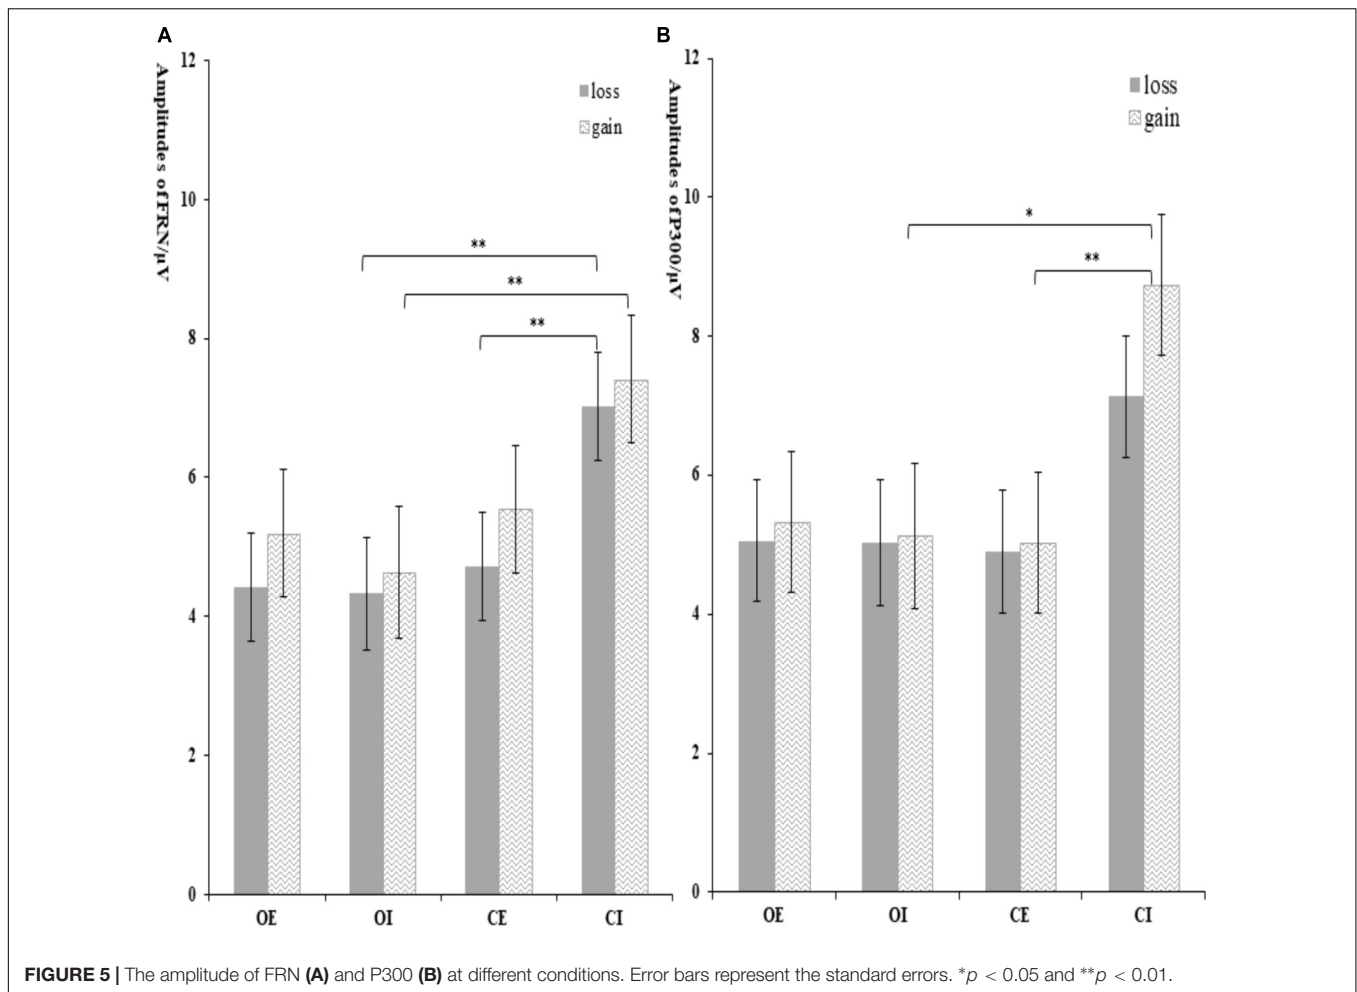 A
Amplitudes of FRN/μV
12
10
8
6
4
2
0
loss
gain
**
**
**
OE OI CE CI
B
Amplitudes of P300/μV
12
10
8
6
4
2
0
loss
gain
*
**
OE OI CE CI
FIGURE 5 | The amplitude of FRN (A) and P300 (B) at different conditions. Error bars represent the standard errors. *p < 0.05 and **p < 0.01.